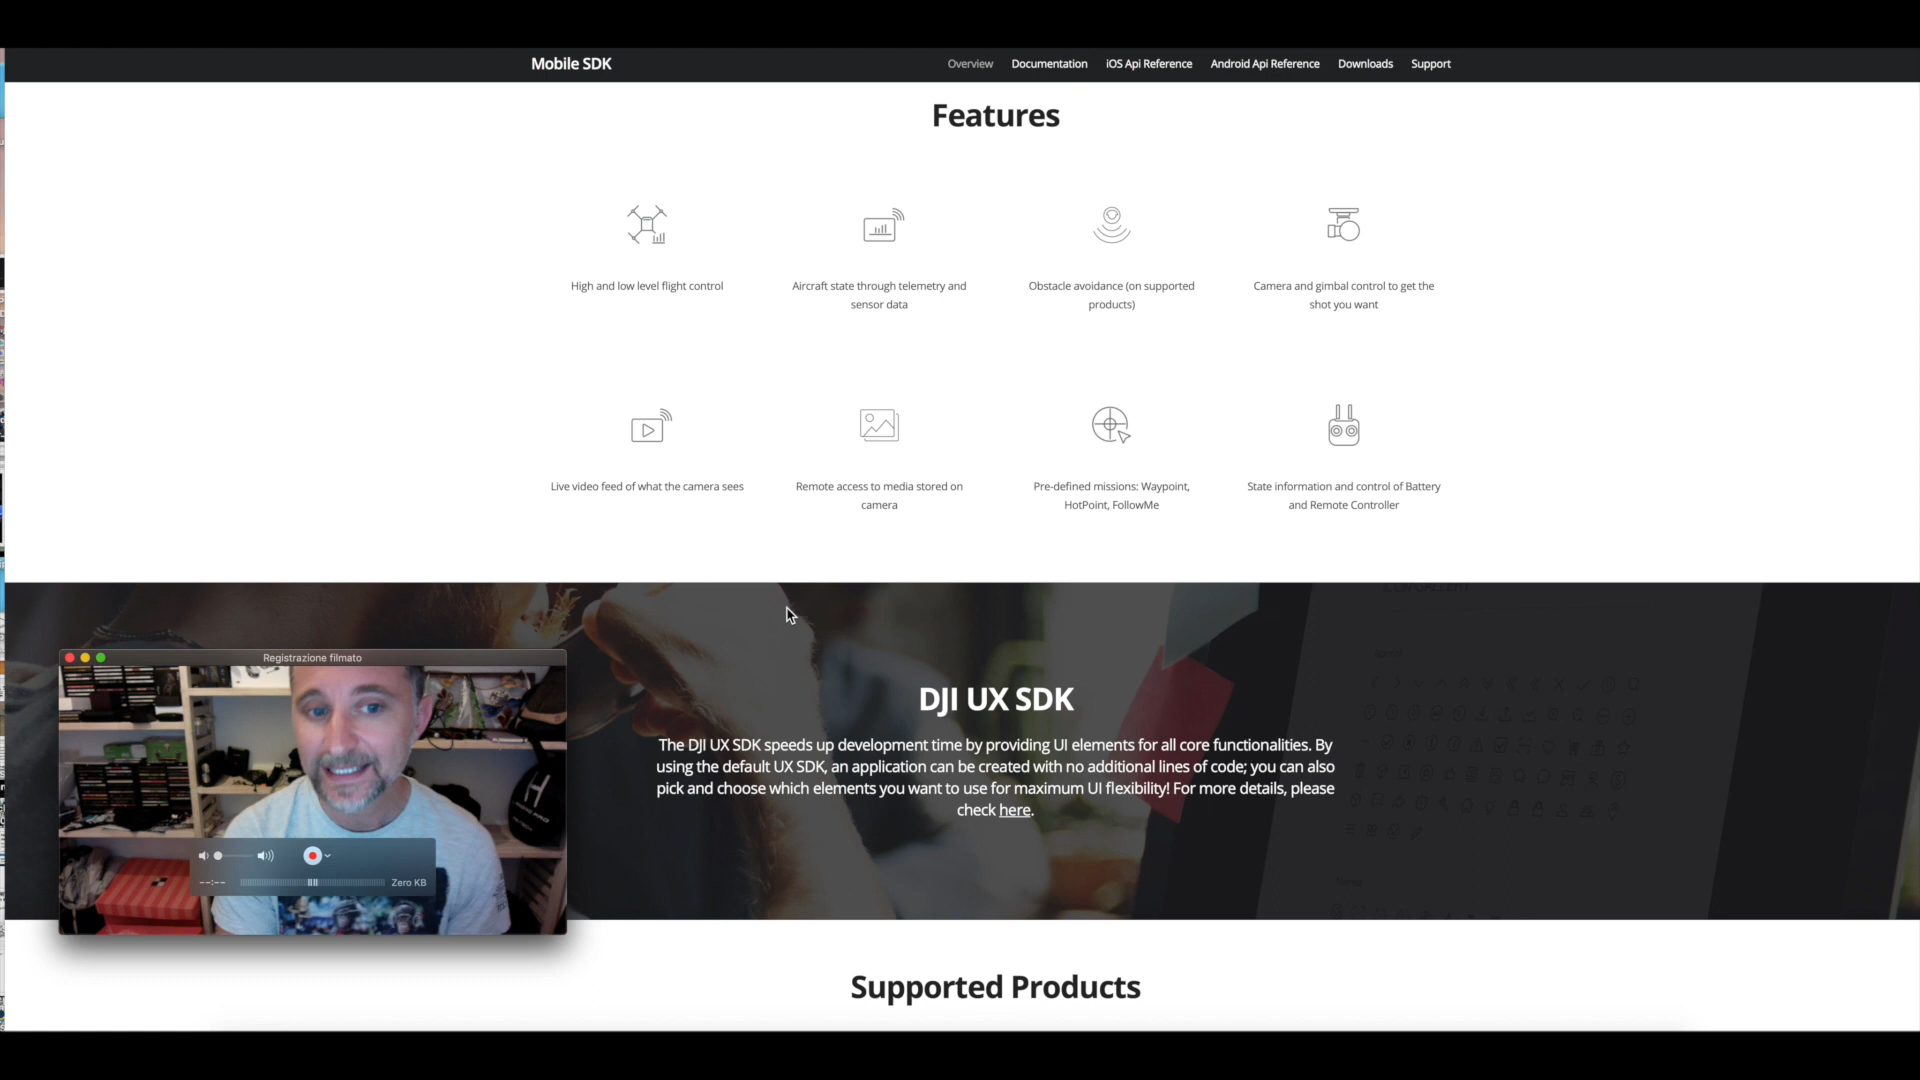 Mobile SDK
Overview Documentation iOS Api Reference Android Api Reference Downloads Support
Features
High and low level flight control
Aircraft state through telemetry and
sensor data
Obstacle avoidance (on supported
products)
Camera and gimbal control to get the
shot you want
Live video feed of what the camera sees
Remote access to media stored on
camera
Pre-defined missions: Waypoint,
HotPoint, FollowMe
State information and control of Battery
and Remote Controller
Registrazione filmato
DJI UX SDK
The DJI UX SDK speeds up development time by providing UI elements for all core functionalities. By
using the default UX SDK, an application can be created with no additional lines of code; you can also
pick and choose which elements you want to use for maximum UI flexibility! For more details, please
check here.
--:-- Zero KB
Supported Products